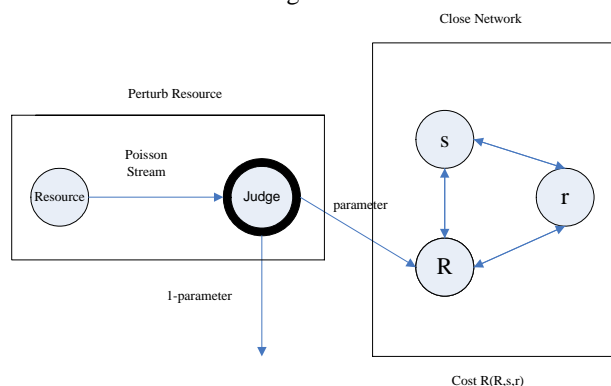 Close Network
Perturb Resource
Poisson
Stream
Resource
Judge
parameter
s
r
R
1-parameter
Cost R(R,s,r)